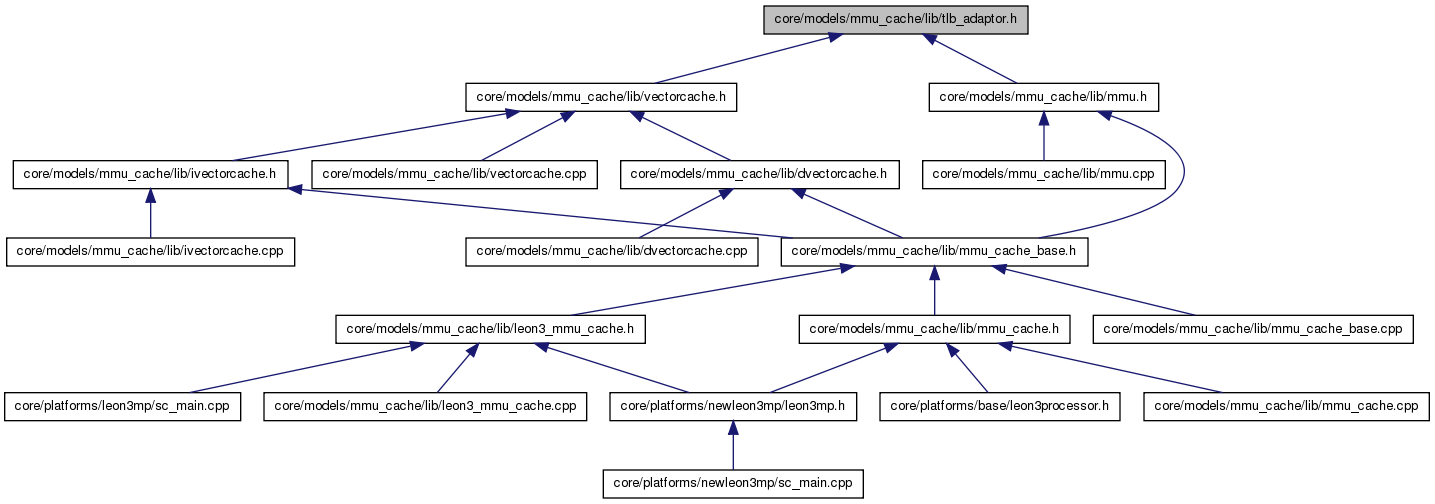 core/models/mmu_cache/lib/tlb_adaptor.h
core/models/mmu_cache/lib/vectorcache.h
core/models/mmu_cache/lib/mmu.h
core/models/mmu_cache/lib/ivectorcache.h
core/models/mmu_cache/lib/vectorcache.cpp
core/models/mmu_cache/lib/dvectorcache.h
core/models/mmu_cache/lib/mmu.cpp
core/models/mmu_cache/lib/ivectorcache.cpp
core/models/mmu_cache/lib/dvectorcache.cpp
core/models/mmu_cache/lib/mmu_cache_base.h
core/models/mmu_cache/lib/leon3_mmu_cache.h
core/models/mmu_cache/lib/mmu_cache.h
core/models/mmu_cache/lib/mmu_cache_base.cpp
core/platforms/leon3mp/sc_main.cpp
core/models/mmu_cache/lib/leon3_mmu_cache.cpp
core/platforms/newleon3mp/leon3mp.h
core/platforms/base/leon3processor.h
core/models/mmu_cache/lib/mmu_cache.cpp
core/platforms/newleon3mp/sc_main.cpp